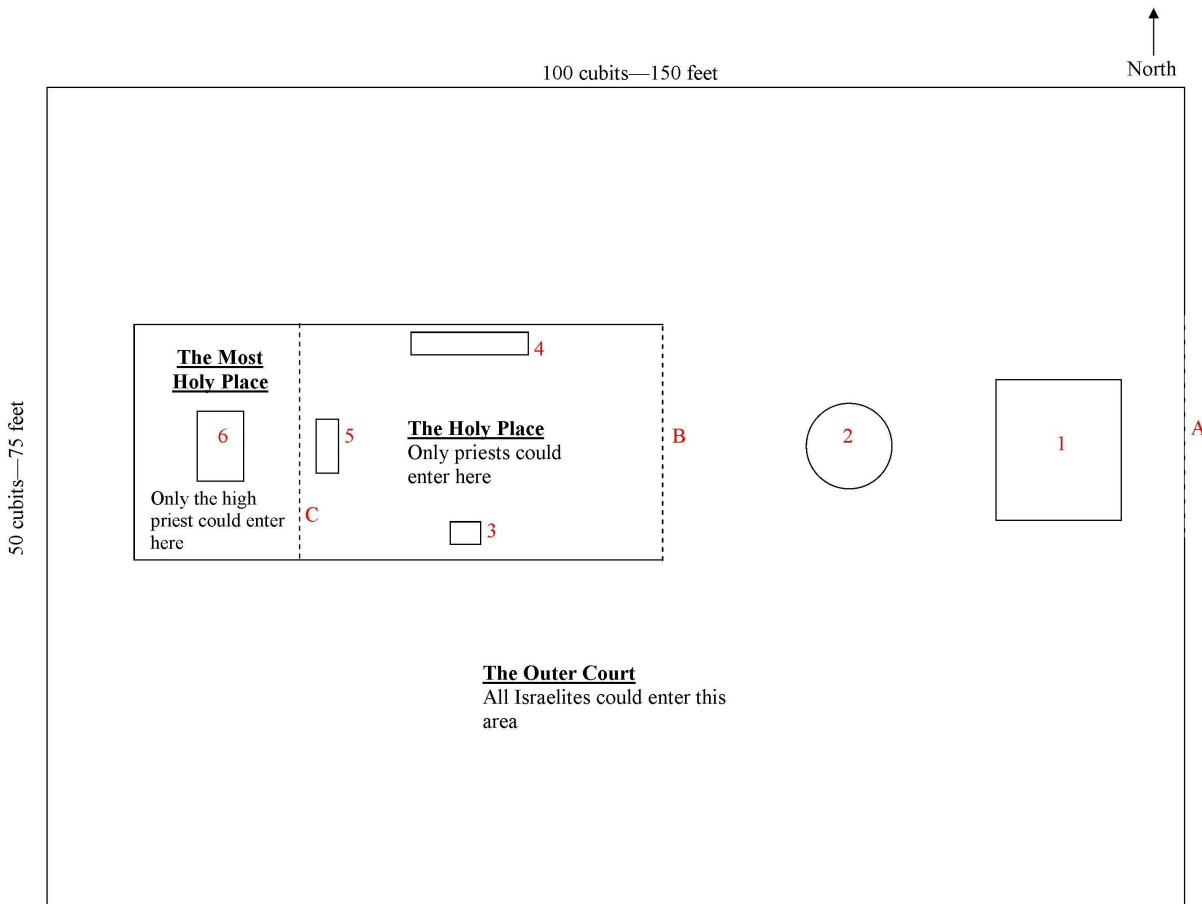 North
100 cubits—150 feet
50 cubits—75 feet
The Most
Holy Place
6
Only the high
priest could enter
here
C
5
4
The Holy Place
Only priests could
enter here
3
B
2
1
A
The Outer Court
All Israelites could enter this
area